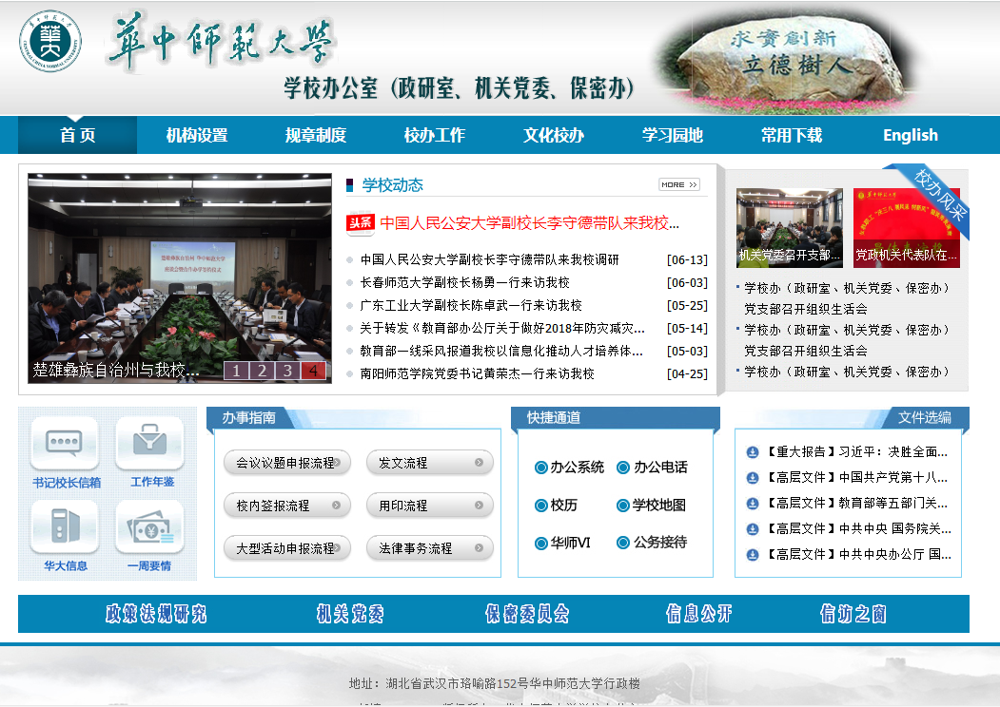 華中師範大學
学校办公室（政研室、机关党委、保密办）
求實創新
立德樹人
首 页 机构设置 规章制度 校办工作 文化校办 学习园地 常用下载 English
楚雄彝族自治州与我校...
1 2 3 4
学校动态
MORE >>
头条 中国人民公安大学副校长李守德带队来我校...
中国人民公安大学副校长李守德带队来我校调研 [06-13]
长春师范大学副校长杨勇一行来访我校 [06-03]
广东工业大学副校长陈卓武一行来访我校 [05-25]
关于转发《教育部办公厅关于做好2018年防灾减灾... [05-14]
教育部一线采风报道我校以信息化推动人才培养体... [05-03]
南阳师范学院党委书记黄荣杰一行来访我校 [04-25]
校办风采
机关党委召开支部...
党政机关代表队在...
学校办（政研室、机关党委、保密办）
党支部召开组织生活会
学校办（政研室、机关党委、保密办）
党支部召开组织生活会
学校办（政研室、机关党委、保密办）
书记校长信箱 工作年鉴
华大信息 一周要情
办事指南
会议议题申报流程 发文流程
校内签报流程 用印流程
大型活动申报流程 法律事务流程
快捷通道
办公系统 办公电话
校历 学校地图
华师VI 公务接待
文件选编
【重大报告】习近平：决胜全面...
【高层文件】中国共产党第十八...
【高层文件】教育部等五部门关...
【高层文件】中共中央 国务院关...
【高层文件】中共中央办公厅 国...
政策法规研究 机关党委 保密委员会 信息公开 信访之窗
地址：湖北省武汉市珞喻路152号华中师范大学行政楼